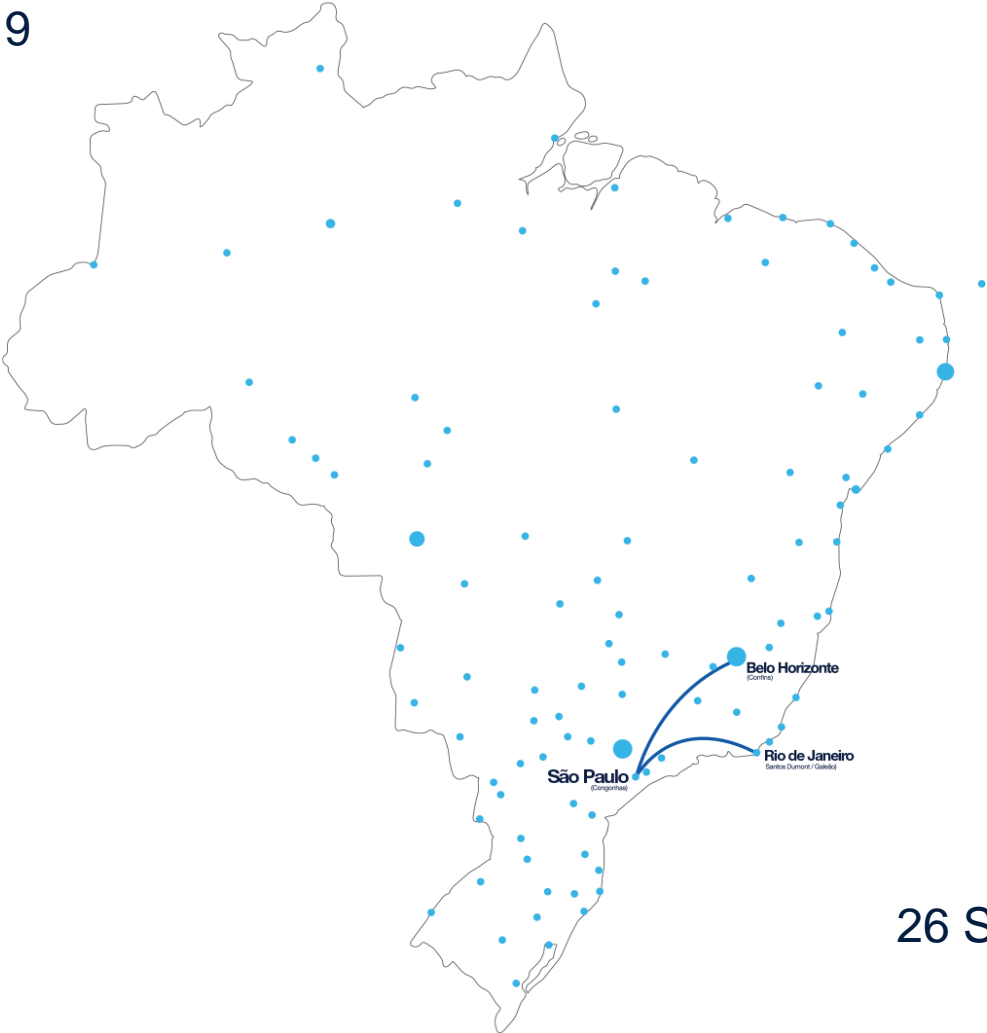 9
Belo Horizonte
(Confins)
Rio de Janeiro
Santos Dumont / Galeão)
São Paulo
(Congonhas)
26 S